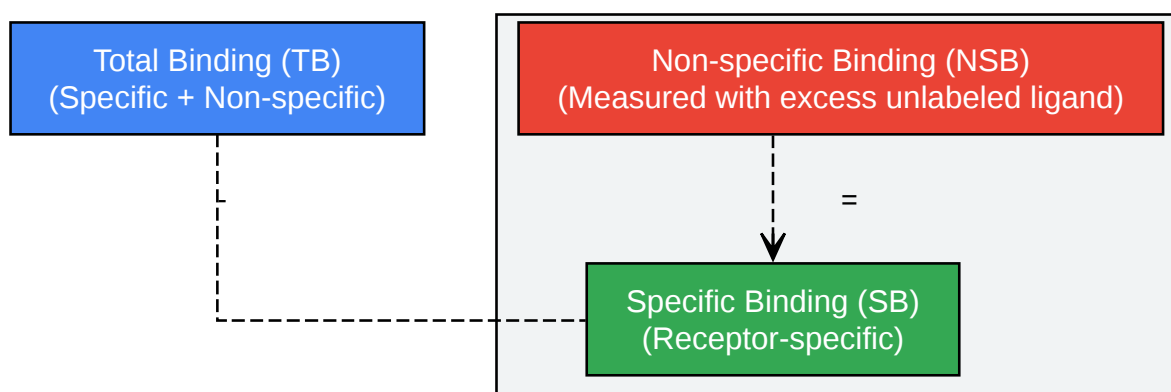 Total Binding (TB)
(Specific + Non-specific)
Non-specific Binding (NSB)
(Measured with excess unlabeled ligand)
-
=
Specific Binding (SB)
(Receptor-specific)